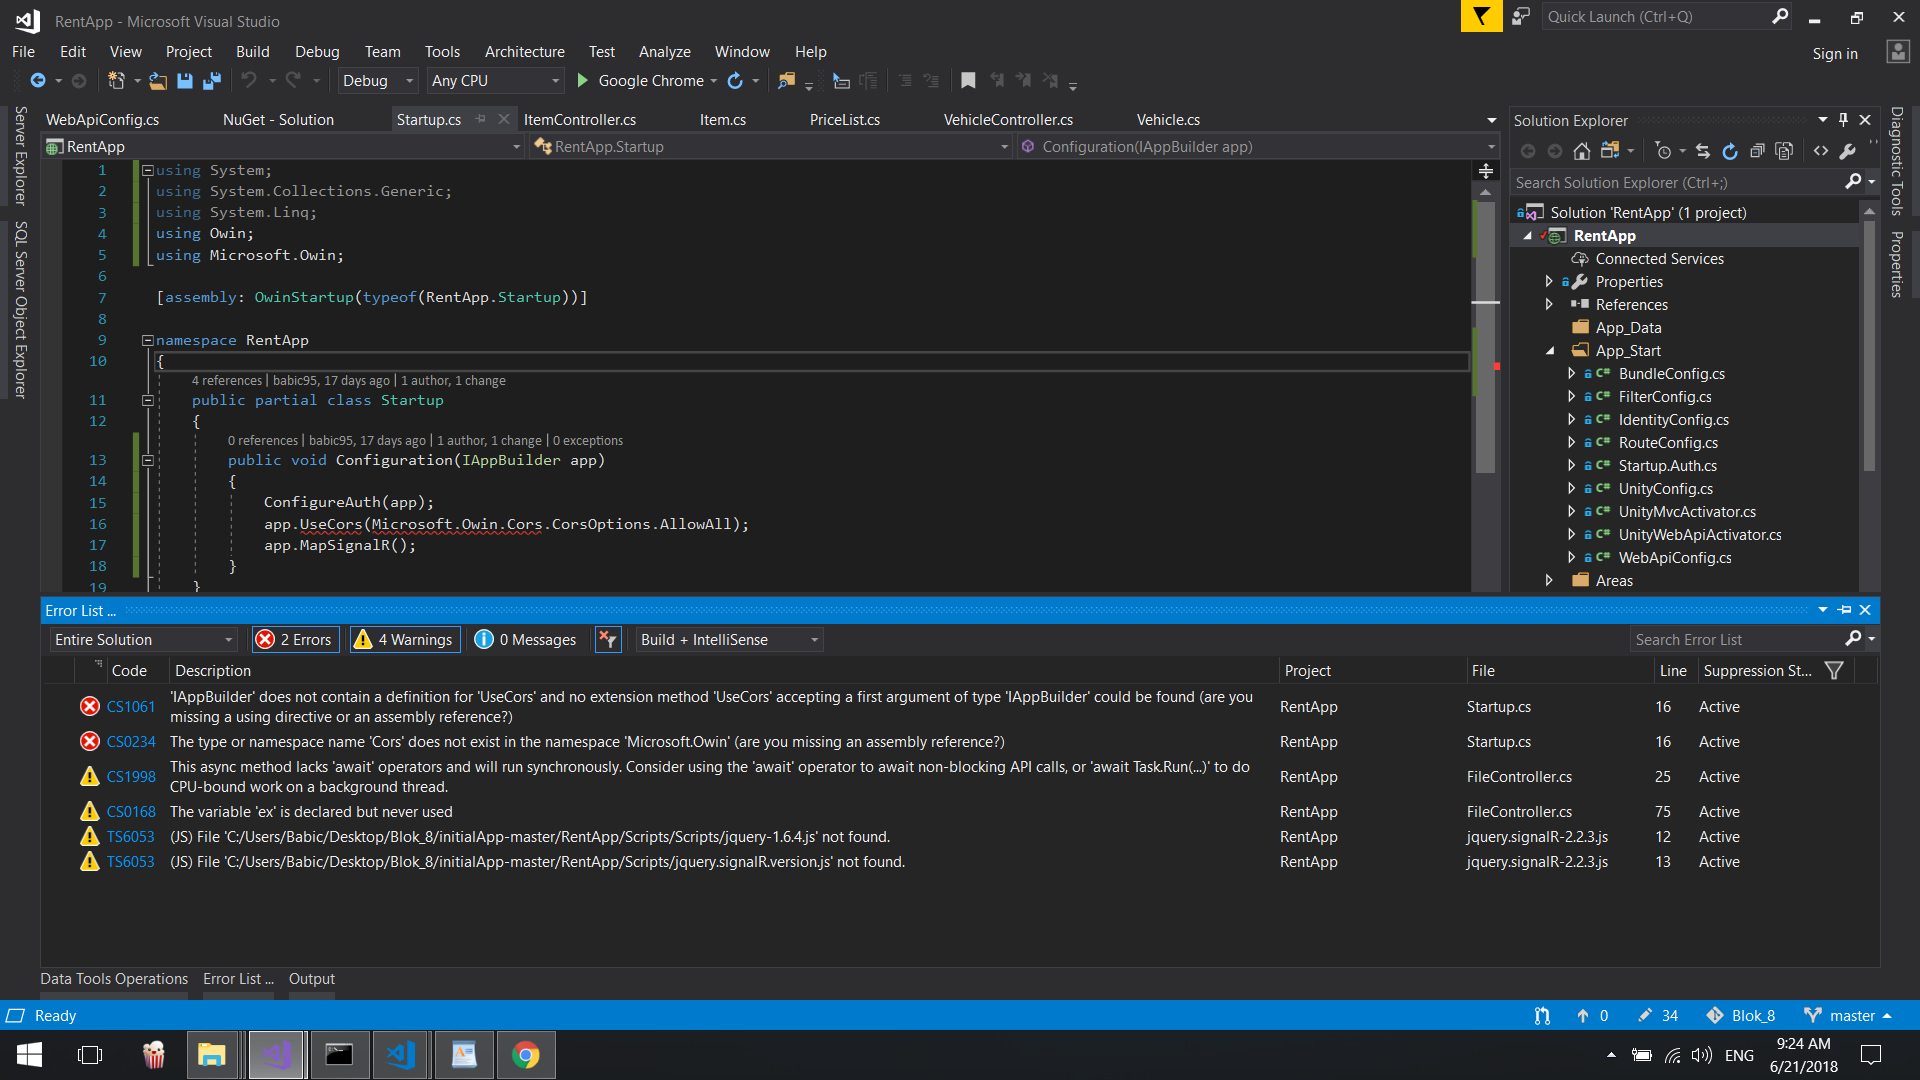 RentApp - Microsoft Visual Studio
Quick Launch (Ctrl+Q)
File Edit View Project Build Debug Team Tools Architecture Test Analyze Window Help
Sign in
Debug Any CPU Google Chrome
Server Explorer
SQL Server Object Explorer
WebApiConfig.cs NuGet - Solution Startup.cs ItemController.cs Item.cs PriceList.cs VehicleController.cs Vehicle.cs
RentApp RentApp.Startup Configuration(IAppBuilder app)
1 using System;
2 using System.Collections.Generic;
3 using System.Linq;
4 using Owin;
5 using Microsoft.Owin;
6
7 [assembly: OwinStartup(typeof(RentApp.Startup))]
8
9 namespace RentApp
10 {
4 references | babic95, 17 days ago | 1 author, 1 change
11 public partial class Startup
12 {
0 references | babic95, 17 days ago | 1 author, 1 change | 0 exceptions
13 public void Configuration(IAppBuilder app)
14 {
15 ConfigureAuth(app);
16 app.UseCors(Microsoft.Owin.Cors.CorsOptions.AllowAll);
17 app.MapSignalR();
18 }
19 }
Solution Explorer
Search Solution Explorer (Ctrl+;)
Solution 'RentApp' (1 project)
RentApp
Connected Services
Properties
References
App_Data
App_Start
C# BundleConfig.cs
C# FilterConfig.cs
C# IdentityConfig.cs
C# RouteConfig.cs
C# Startup.Auth.cs
C# UnityConfig.cs
C# UnityMvcActivator.cs
C# UnityWebApiActivator.cs
C# WebApiConfig.cs
Areas
Diagnostic Tools
Properties
Error List ...
Entire Solution 2 Errors 4 Warnings 0 Messages Build + IntelliSense Search Error List
Code Description Project File Line Suppression St...
CS1061 'IAppBuilder' does not contain a definition for 'UseCors' and no extension method 'UseCors' accepting a first argument of type 'IAppBuilder' could be found (are you
missing a using directive or an assembly reference?) RentApp Startup.cs 16 Active
CS0234 The type or namespace name 'Cors' does not exist in the namespace 'Microsoft.Owin' (are you missing an assembly reference?) RentApp Startup.cs 16 Active
CS1998 This async method lacks 'await' operators and will run synchronously. Consider using the 'await' operator to await non-blocking API calls, or 'await Task.Run(...)' to do
CPU-bound work on a background thread. RentApp FileController.cs 25 Active
CS0168 The variable 'ex' is declared but never used RentApp FileController.cs 75 Active
TS6053 (JS) File 'C:/Users/Babic/Desktop/Blok_8/initialApp-master/RentApp/Scripts/Scripts/jquery-1.6.4.js' not found. RentApp jquery.signalR-2.2.3.js 12 Active
TS6053 (JS) File 'C:/Users/Babic/Desktop/Blok_8/initialApp-master/RentApp/Scripts/jquery.signalR.version.js' not found. RentApp jquery.signalR-2.2.3.js 13 Active
Data Tools Operations Error List ... Output
Ready 0 34 Blok_8 master
ENG 9:24 AM
6/21/2018